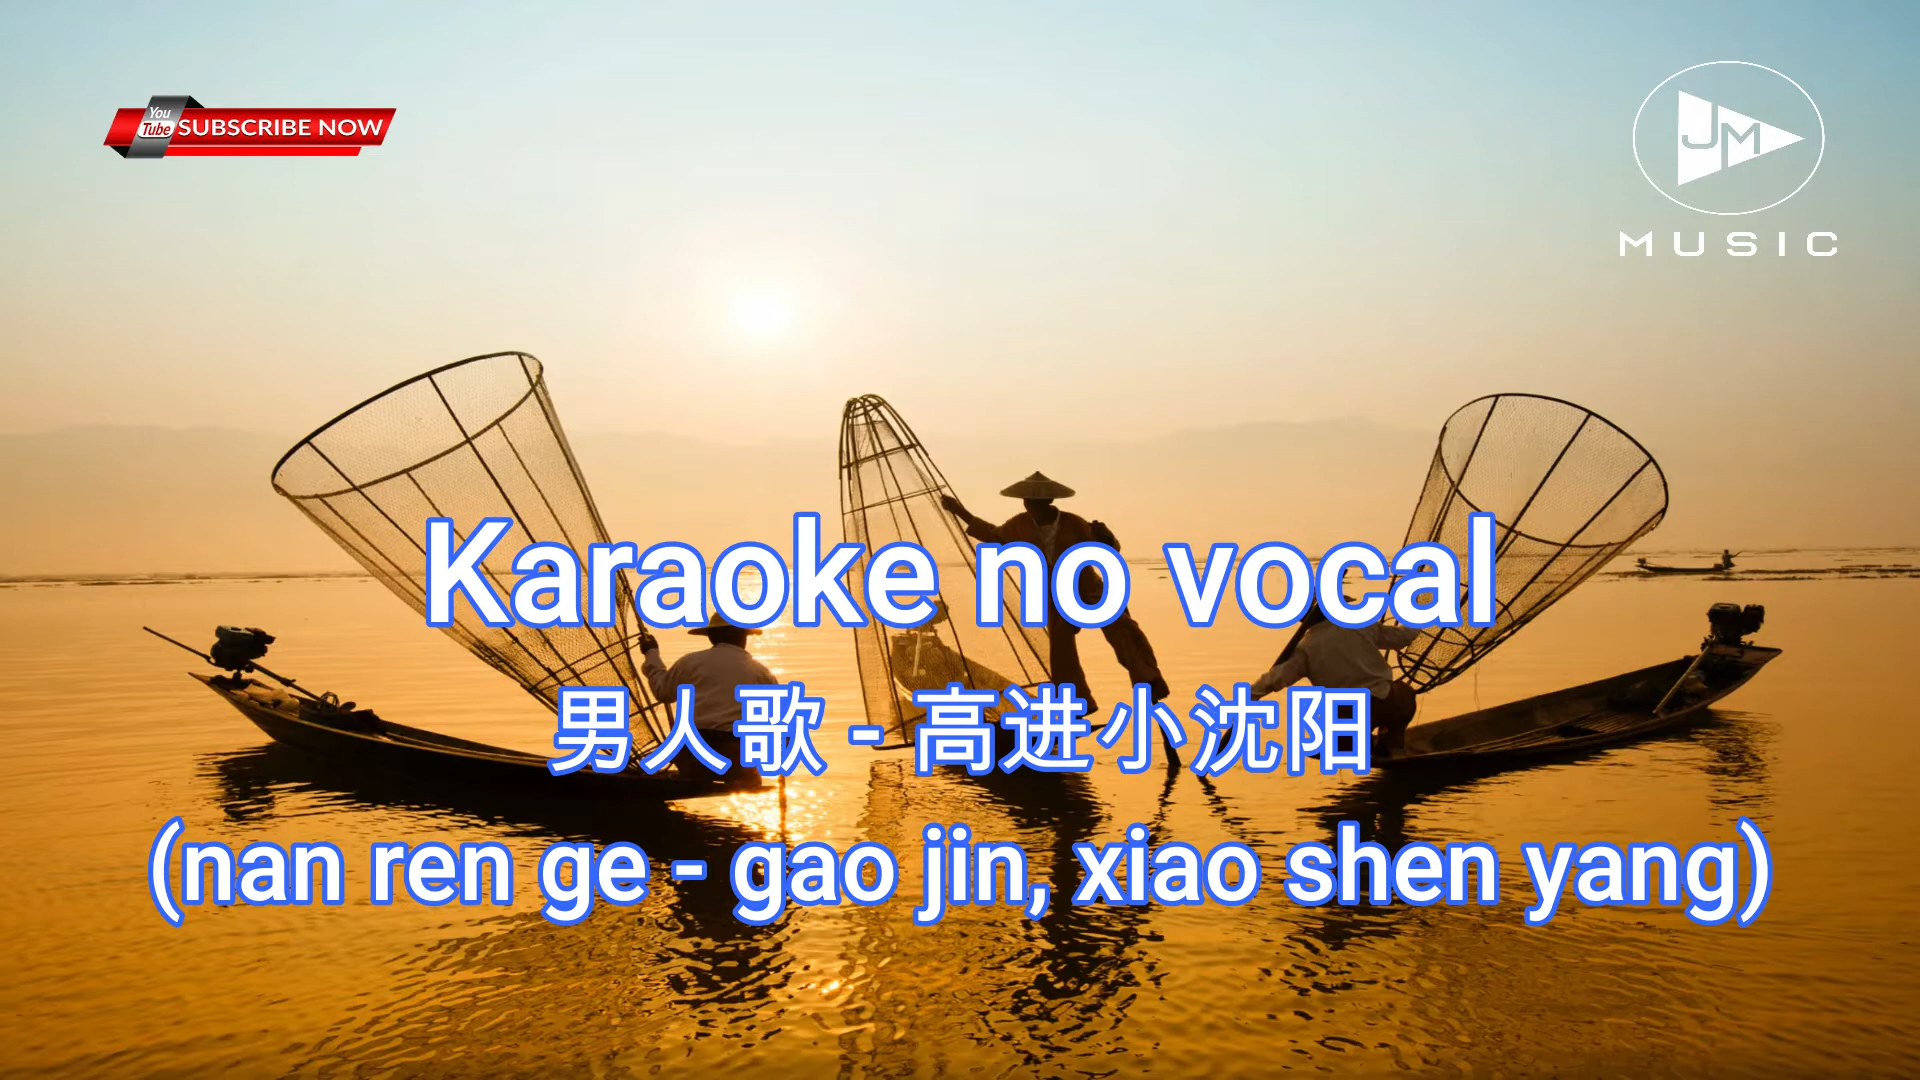 You
Tube
SUBSCRIBE NOW
JM
MUSIC
Karaoke no vocal
男人歌 - 高进小沈阳
(nan ren ge - gao jin, xiao shen yang)